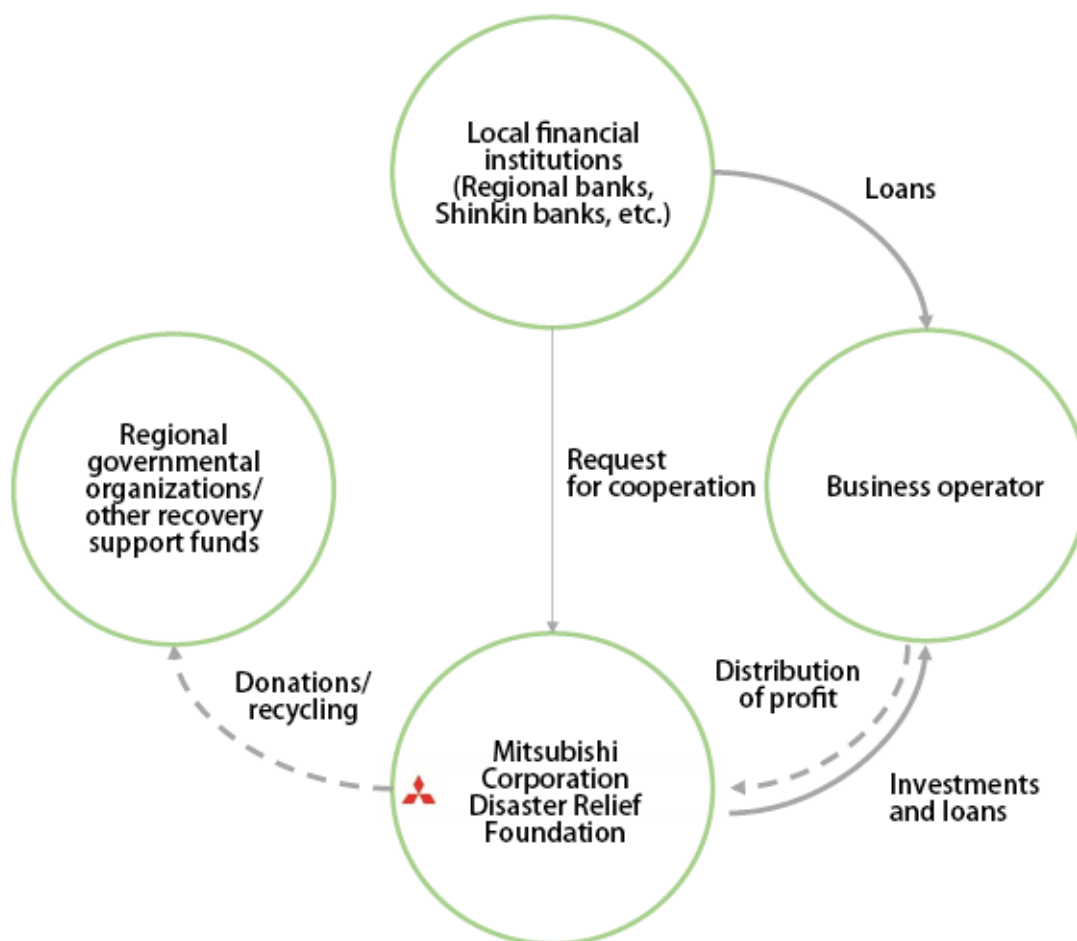 Local financial
institutions
(Regional banks,
Shinkin banks, etc.)
Loans
Regional
governmental
organizations/
other recovery
support funds
Request
for cooperation
Business operator
Donations/
recycling
Distribution
of profit
Mitsubishi
Corporation
Disaster Relief
Foundation
Investments
and loans